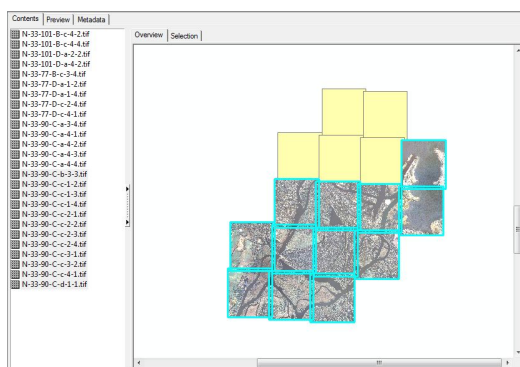 Contents Preview Metadata
Overview Selection
N-33-101-B-c-4-2.tif
N-33-101-B-c-4-4.tif
N-33-101-D-a-2-2.tif
N-33-101-D-a-4-2.tif
N-33-77-B-c-3-4.tif
N-33-77-D-a-1-2.tif
N-33-77-D-a-1-4.tif
N-33-77-D-c-2-4.tif
N-33-77-D-c-4-1.tif
N-33-90-C-a-3-4.tif
N-33-90-C-a-4-1.tif
N-33-90-C-a-4-2.tif
N-33-90-C-a-4-3.tif
N-33-90-C-a-4-4.tif
N-33-90-C-b-3-3.tif
N-33-90-C-c-1-2.tif
N-33-90-C-c-1-3.tif
N-33-90-C-c-1-4.tif
N-33-90-C-c-2-1.tif
N-33-90-C-c-2-2.tif
N-33-90-C-c-2-3.tif
N-33-90-C-c-2-4.tif
N-33-90-C-c-3-1.tif
N-33-90-C-c-3-2.tif
N-33-90-C-c-4-1.tif
N-33-90-C-d-1-1.tif